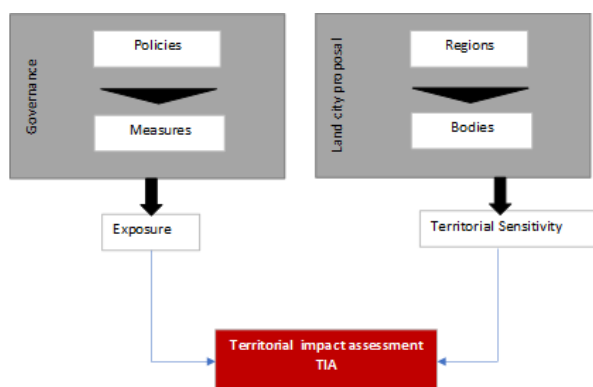 Governance
Policies
Measures
Exposure
Land city proposal
Regions
Bodies
Territorial Sensitivity
Territorial impact assessment
TIA